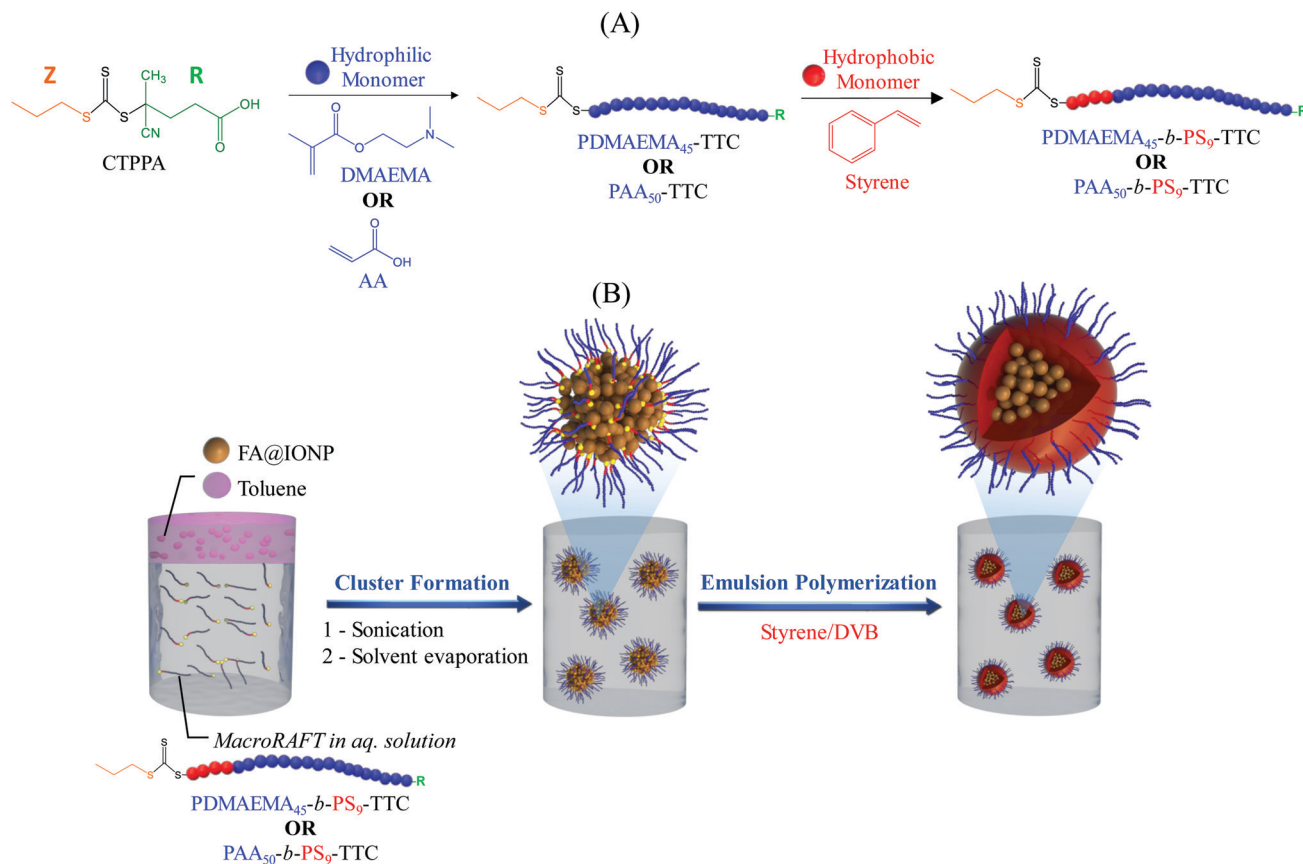 (A)
Z
R
S
CH₃
OH
S
S
CN
O
CTPPA
Hydrophilic
Monomer
O
O
N
DMAEMA
OR
O
OH
AA
S
S
S
R
PDMAEMA₄₅-TTC
OR
PAA₅₀-TTC
Hydrophobic
Monomer
Styrene
S
S
S
R
PDMAEMA₄₅-b-PS₉-TTC
OR
PAA₅₀-b-PS₉-TTC
(B)
FA@IONP
Toluene
Cluster Formation
1 - Sonication
2 - Solvent evaporation
Emulsion Polymerization
Styrene/DVB
MacroRAFT in aq. solution
S
S
S
R
PDMAEMA₄₅-b-PS₉-TTC
OR
PAA₅₀-b-PS₉-TTC